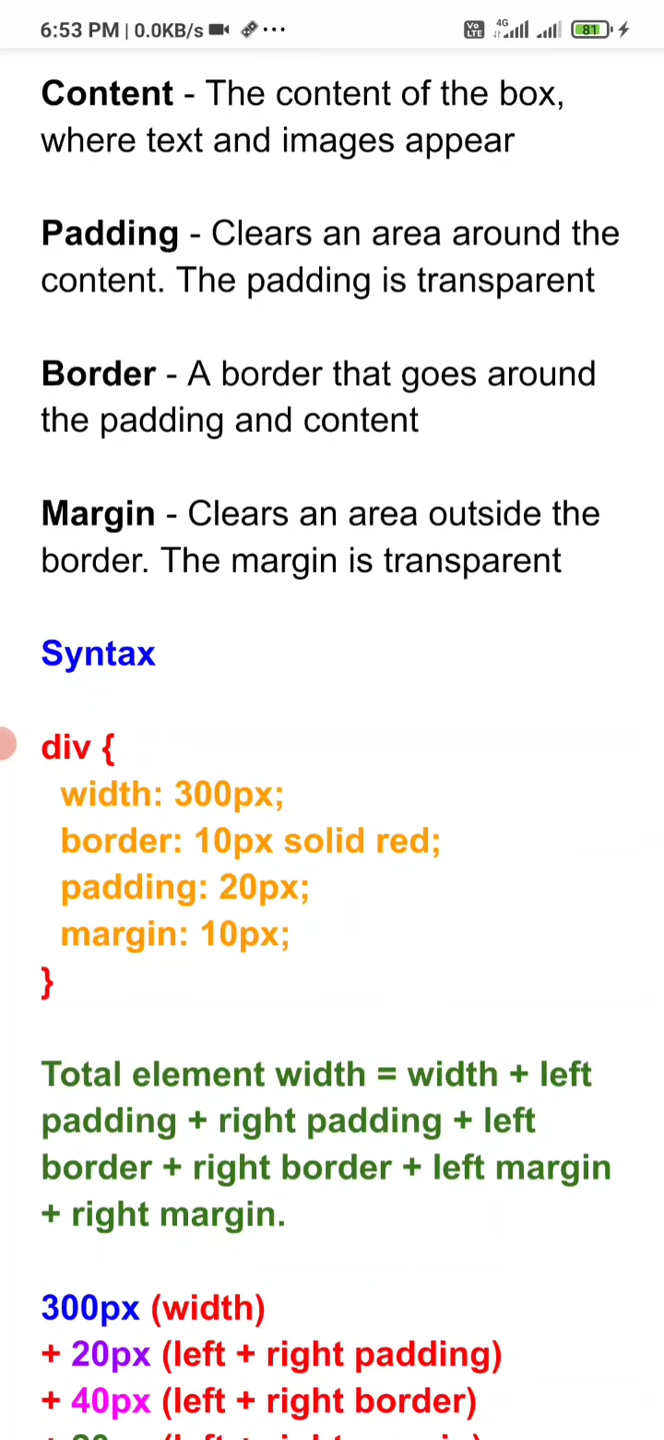 6:53 PM | 0.0KB/s
Vo LTE 4G 81
Content - The content of the box,
where text and images appear
Padding - Clears an area around the
content. The padding is transparent
Border - A border that goes around
the padding and content
Margin - Clears an area outside the
border. The margin is transparent
Syntax
div {
width: 300px;
border: 10px solid red;
padding: 20px;
margin: 10px;
}
Total element width = width + left
padding + right padding + left
border + right border + left margin
+ right margin.
300px (width)
+ 20px (left + right padding)
+ 40px (left + right border)